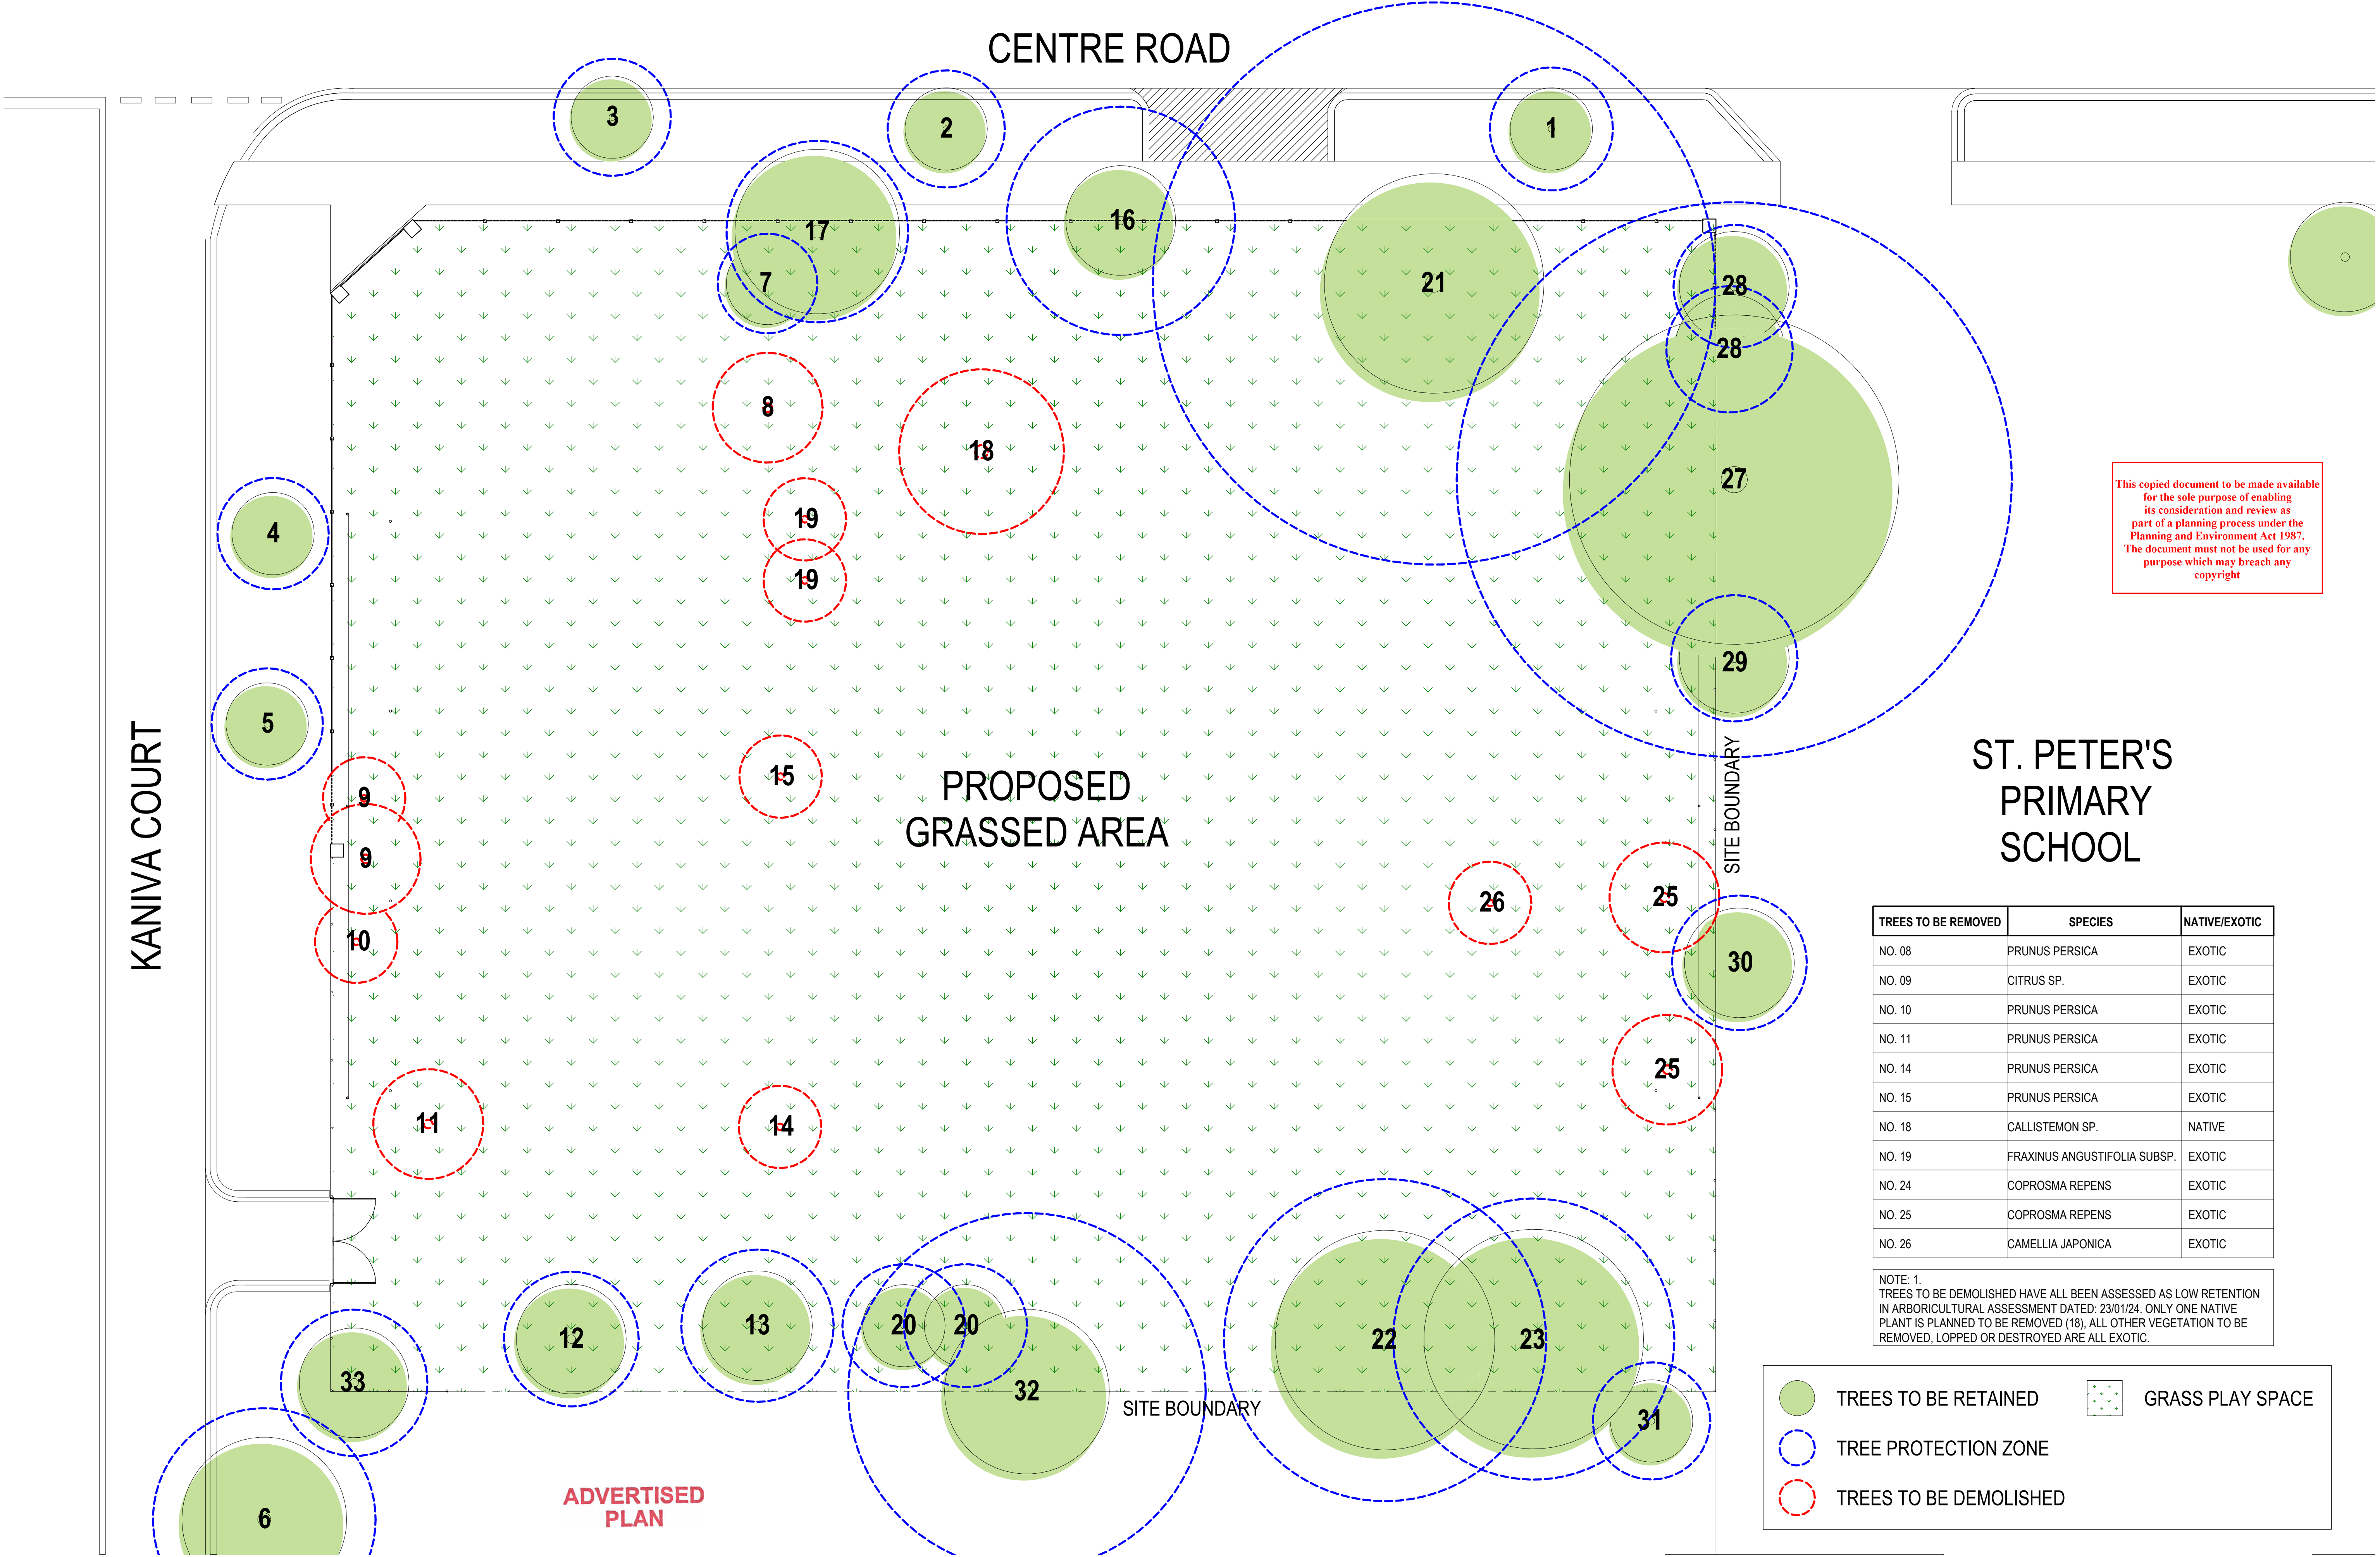 CENTRE ROAD
3
2
1
17
16
7
21
28
28
8
18
27
19
19
4
This copied document to be made available
for the sole purpose of enabling
its consideration and review as
part of a planning process under the
Planning and Environment Act 1987.
The document must not be used for any
purpose which may breach any
copyright
29
5
KANIVA COURT
9
9
10
15
PROPOSED
GRASSED AREA
SITE BOUNDARY
ST. PETER'S
PRIMARY
SCHOOL
26
25
30
25
11
14
TREES TO BE REMOVED SPECIES NATIVE/EXOTIC
NO. 08 PRUNUS PERSICA EXOTIC
NO. 09 CITRUS SP. EXOTIC
NO. 10 PRUNUS PERSICA EXOTIC
NO. 11 PRUNUS PERSICA EXOTIC
NO. 14 PRUNUS PERSICA EXOTIC
NO. 15 PRUNUS PERSICA EXOTIC
NO. 18 CALLISTEMON SP. NATIVE
NO. 19 FRAXINUS ANGUSTIFOLIA SUBSP. EXOTIC
NO. 24 COPROSMA REPENS EXOTIC
NO. 25 COPROSMA REPENS EXOTIC
NO. 26 CAMELLIA JAPONICA EXOTIC
NOTE: 1.
TREES TO BE DEMOLISHED HAVE ALL BEEN ASSESSED AS LOW RETENTION
IN ARBORICULTURAL ASSESSMENT DATED: 23/01/24. ONLY ONE NATIVE
PLANT IS PLANNED TO BE REMOVED (18), ALL OTHER VEGETATION TO BE
REMOVED, LOPPED OR DESTROYED ARE ALL EXOTIC.
33
12
13
20
20
32
22
23
31
SITE BOUNDARY
6
ADVERTISED
PLAN
TREES TO BE RETAINED
GRASS PLAY SPACE
TREE PROTECTION ZONE
TREES TO BE DEMOLISHED